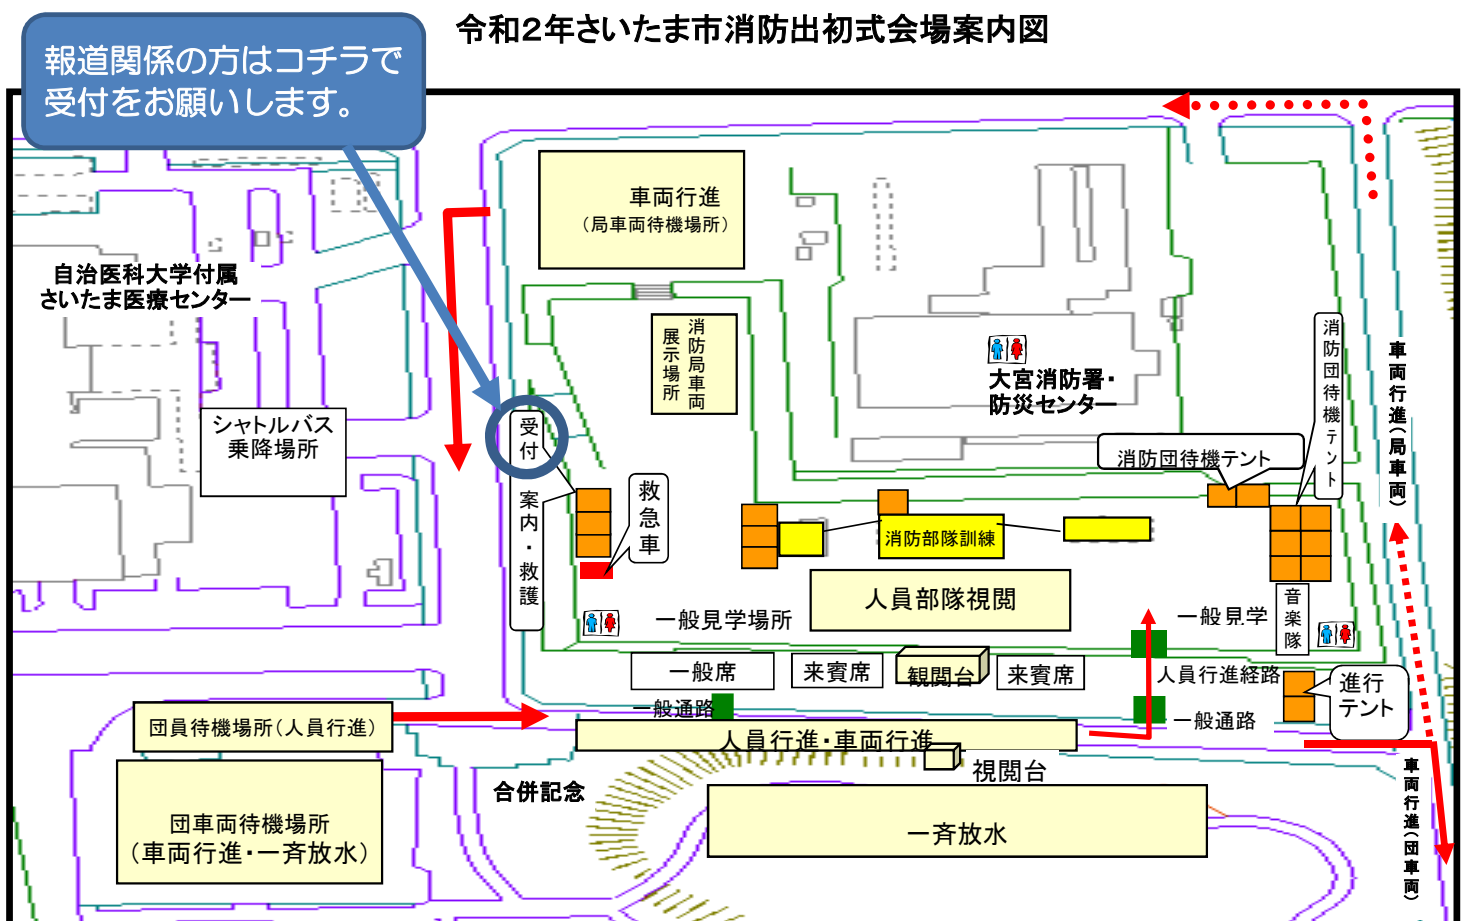 令和2年さいたま市消防出初式会場案内図
報道関係の方はコチラで
受付をお願いします。
車両行進
（局車両待機場所）
自治医科大学付属
さいたま医療センター
消防局車両
展示場所
大宮消防署・
防災センター
消防団待機テント
車両行進（局車両）
シャトルバス
乗降場所
受付
案内・救護
救急車
消防団待機テント
消防部隊訓練
人員部隊視閲
一般見学場所
一般見学
音楽隊
一般席
来賓席
観閲台
来賓席
人員行進経路
進行
テント
一般通路
一般通路
団員待機場所（人員行進）
人員行進・車両行進
視閲台
合併記念
団車両待機場所
（車両行進・一斉放水）
一斉放水
車両行進（団車両）